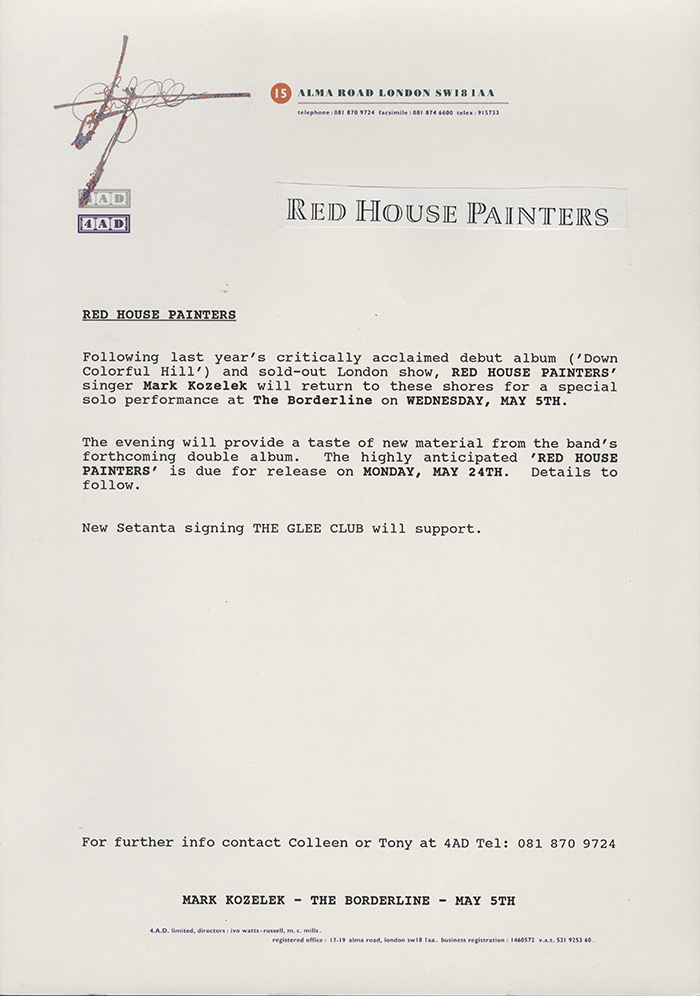 15 ALMA ROAD LONDON SW18 1AA
telephone: 081 870 9724 facsimile: 081 874 6600 telex: 915733
4AD
4AD
RED HOUSE PAINTERS
RED HOUSE PAINTERS
Following last year's critically acclaimed debut album ('Down
Colorful Hill') and sold-out London show, RED HOUSE PAINTERS'
singer Mark Kozelek will return to these shores for a special
solo performance at The Borderline on WEDNESDAY, MAY 5TH.
The evening will provide a taste of new material from the band's
forthcoming double album. The highly anticipated 'RED HOUSE
PAINTERS' is due for release on MONDAY, MAY 24TH. Details to
follow.
New Setanta signing THE GLEE CLUB will support.
For further info contact Colleen or Tony at 4AD Tel: 081 870 9724
MARK KOZELEK - THE BORDERLINE - MAY 5TH
4.A.D. limited, directors: ivo watts-russell, m. c. mills.
registered office: 17-19 alma road, london sw18 1aa. business registration: 1460572 v.a.t. 521 9253 60.